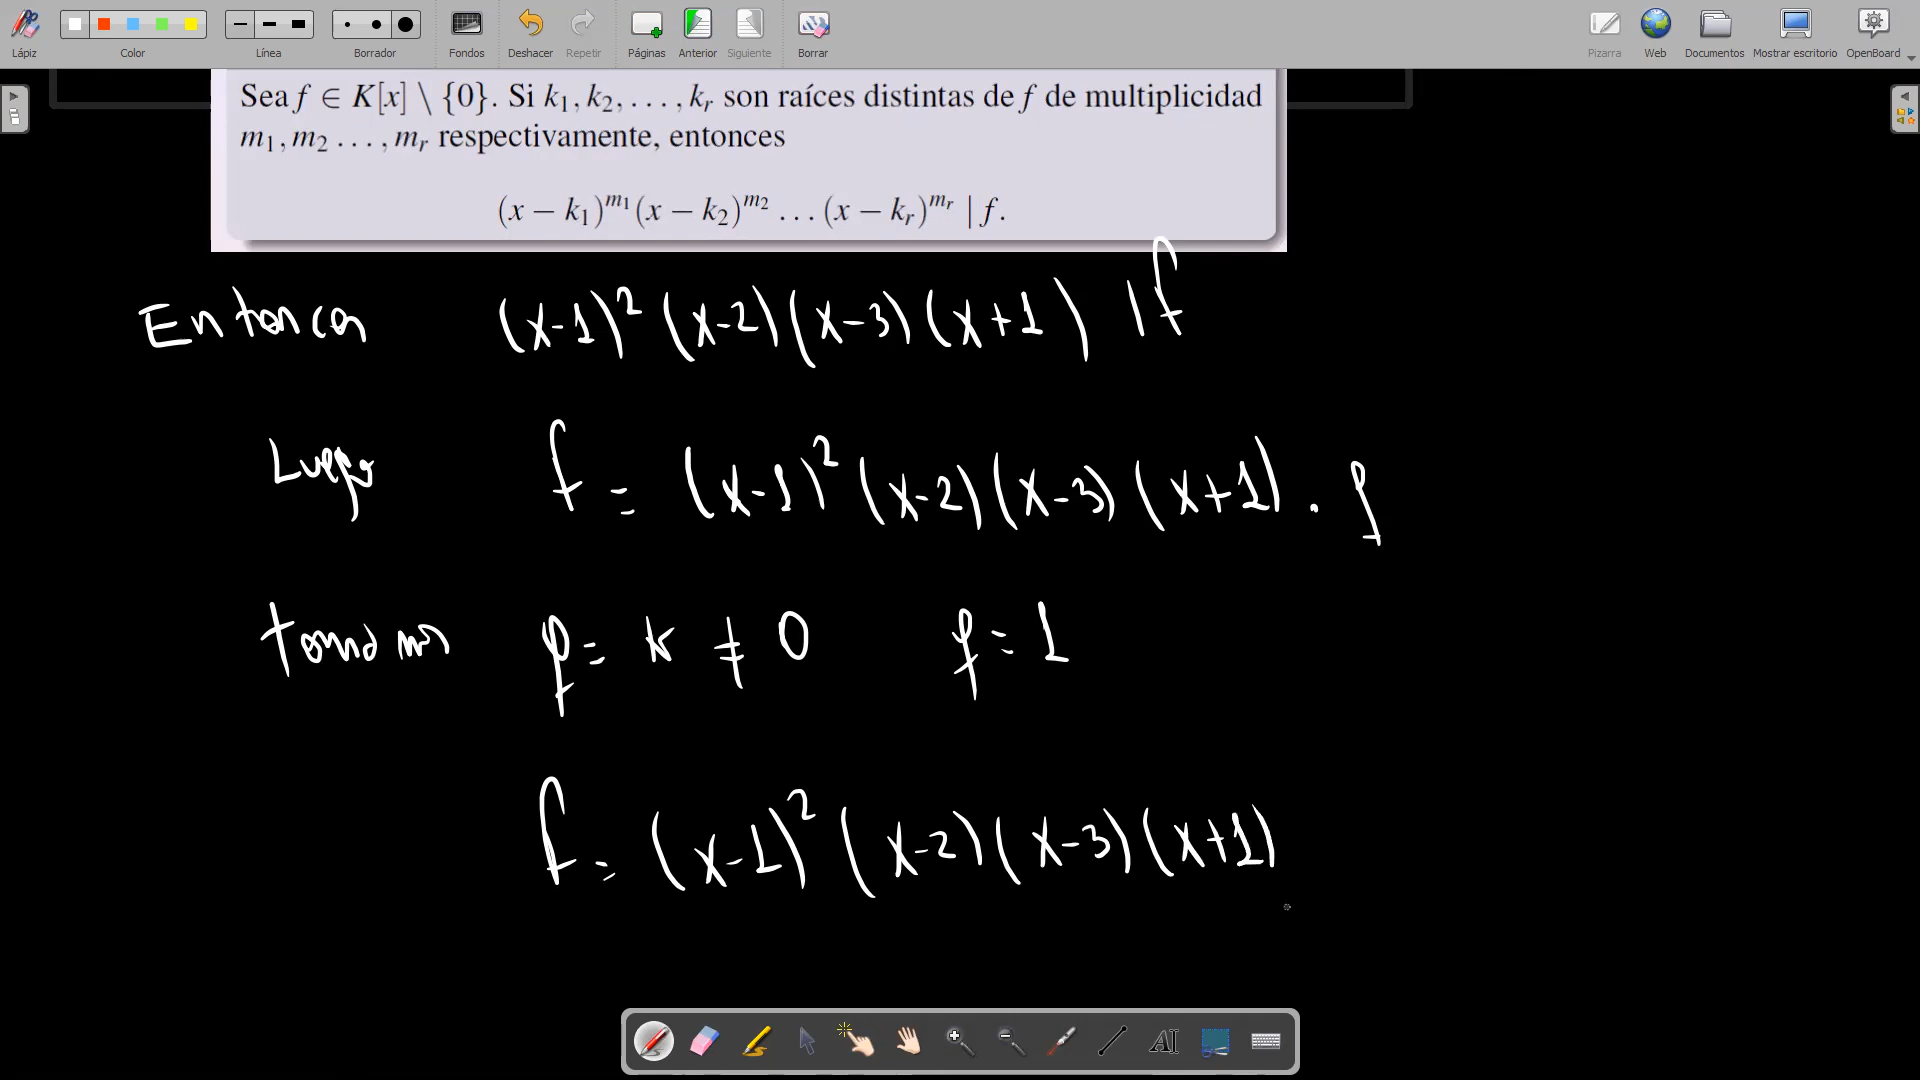 Lápiz Color Línea Borrador Fondos Deshacer Repetir Páginas Anterior Siguiente Borrar Pizarra Web Documentos Mostrar escritorio OpenBoard
Sea f ∈ K[x] \ {0}. Si k₁, k₂, …, kᵣ son raíces distintas de f de multiplicidad
m₁, m₂ …, mᵣ respectivamente, entonces
(x − k₁)^m₁ (x − k₂)^m₂ … (x − kᵣ)^mᵣ | f.
Entonces (x-1)² (x-2)(x-3)(x+1) | f
Luego f = (x-1)² (x-2)(x-3)(x+1) . q
tomamos q = k ≠ 0 q = 1
f = (x-1)² (x-2)(x-3)(x+1)
AI